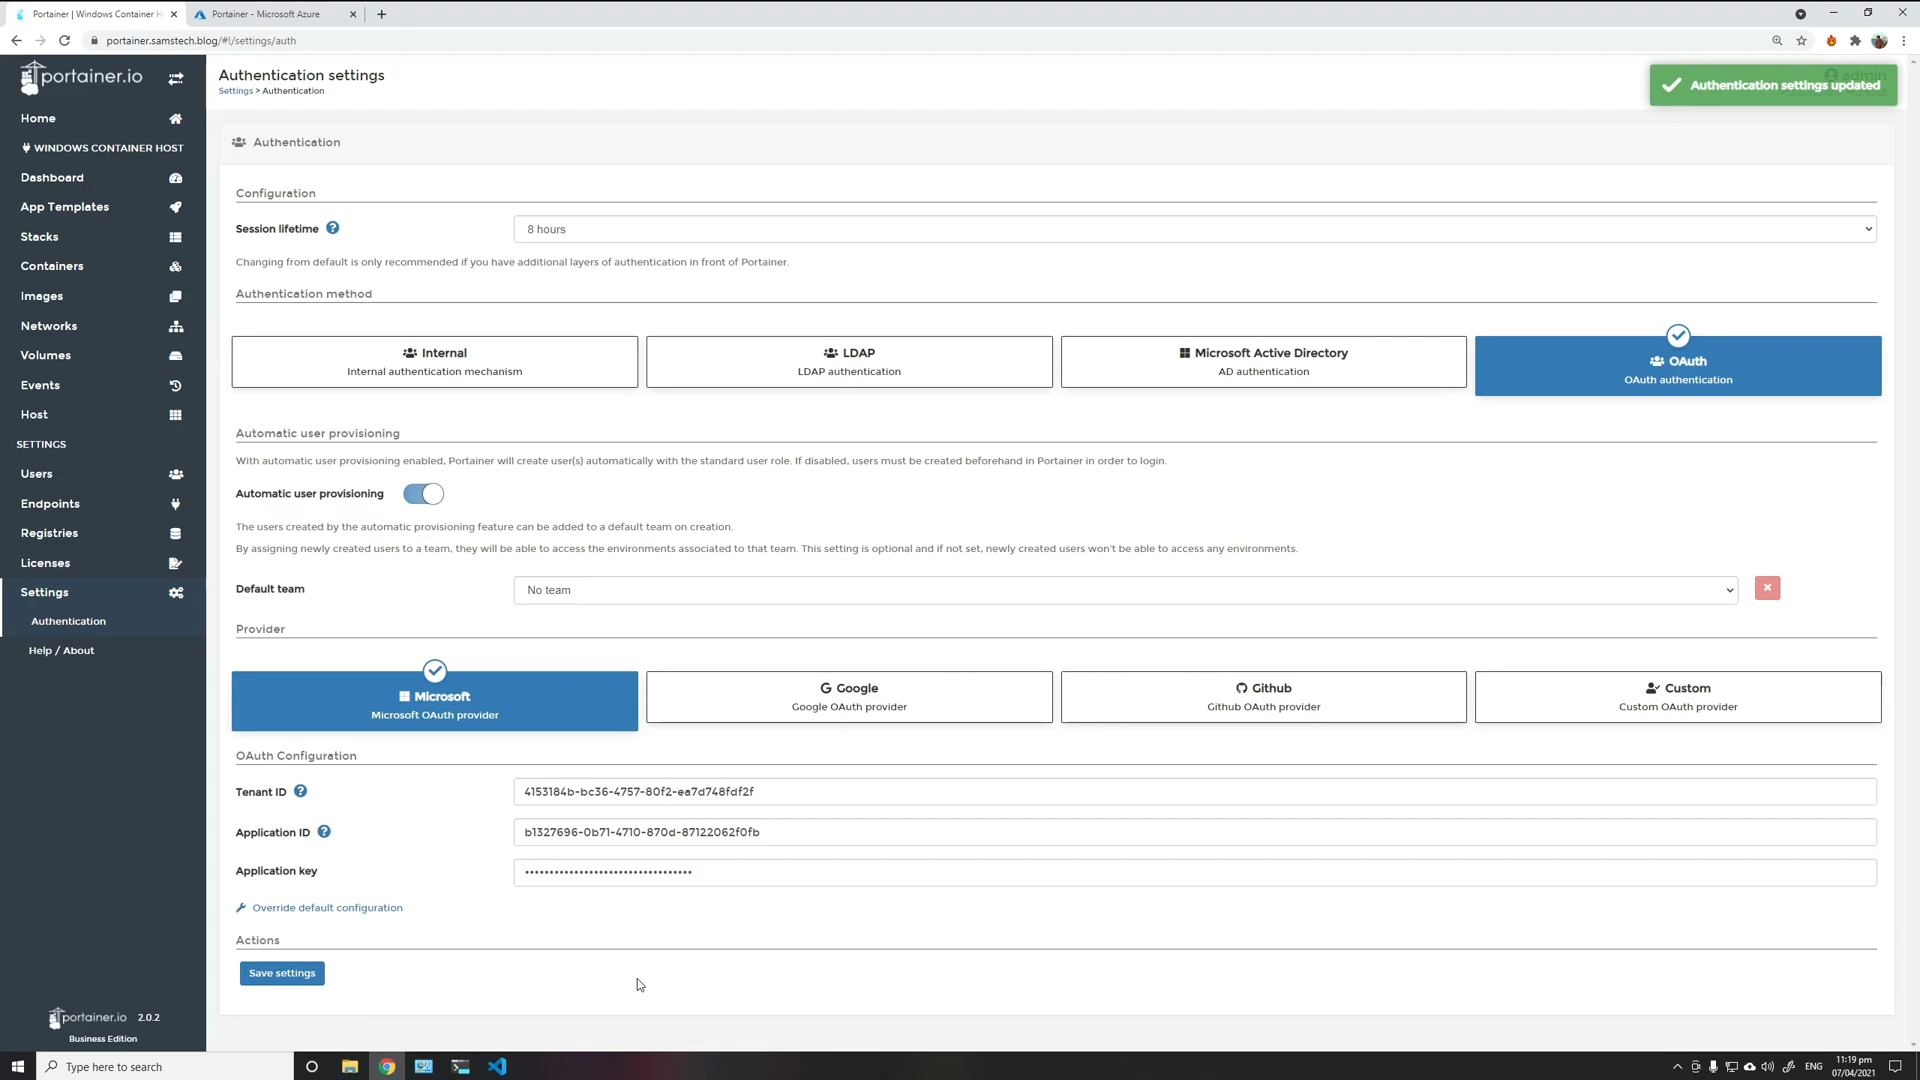 Portainer | Windows Container H
Portainer - Microsoft Azure
portainer.samstech.blog/#!/settings/auth
portainer.io
Home
WINDOWS CONTAINER HOST
Dashboard
App Templates
Stacks
Containers
Images
Networks
Volumes
Events
Host
SETTINGS
Users
Endpoints
Registries
Licenses
Settings
Authentication
Help / About
portainer.io 2.0.2
Business Edition
Authentication settings
Settings > Authentication
admin
Authentication settings updated
Authentication
Configuration
Session lifetime
8 hours
Changing from default is only recommended if you have additional layers of authentication in front of Portainer.
Authentication method
Internal
Internal authentication mechanism
LDAP
LDAP authentication
Microsoft Active Directory
AD authentication
OAuth
OAuth authentication
Automatic user provisioning
With automatic user provisioning enabled, Portainer will create user(s) automatically with the standard user role. If disabled, users must be created beforehand in Portainer in order to login.
Automatic user provisioning
The users created by the automatic provisioning feature can be added to a default team on creation.
By assigning newly created users to a team, they will be able to access the environments associated to that team. This setting is optional and if not set, newly created users won't be able to access any environments.
Default team
No team
Provider
Microsoft
Microsoft OAuth provider
Google
Google OAuth provider
Github
Github OAuth provider
Custom
Custom OAuth provider
OAuth Configuration
Tenant ID
4153184b-bc36-4757-80f2-ea7d748fdf2f
Application ID
b1327696-0b71-4710-870d-87122062f0fb
Application key
Override default configuration
Actions
Save settings
Type here to search
ENG
11:19 pm
07/04/2021